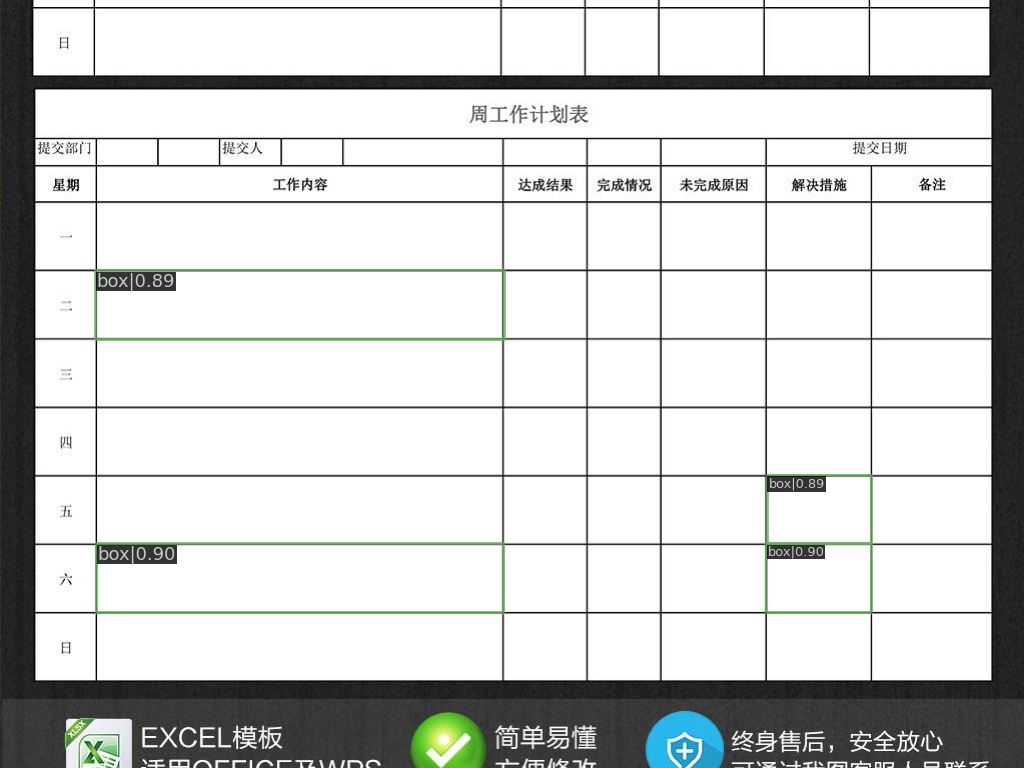 日
周工作计划表
提交部门 提交人 提交日期
星期 工作内容 达成结果 完成情况 未完成原因 解决措施 备注
一
box|0.89
二
三
四
box|0.89
五
box|0.90 box|0.90
六
日
XLSX
EXCEL模板 简单易懂 终身售后，安全放心
适用OFFICE及WPS 方便修改 可通过我图客服人员联系